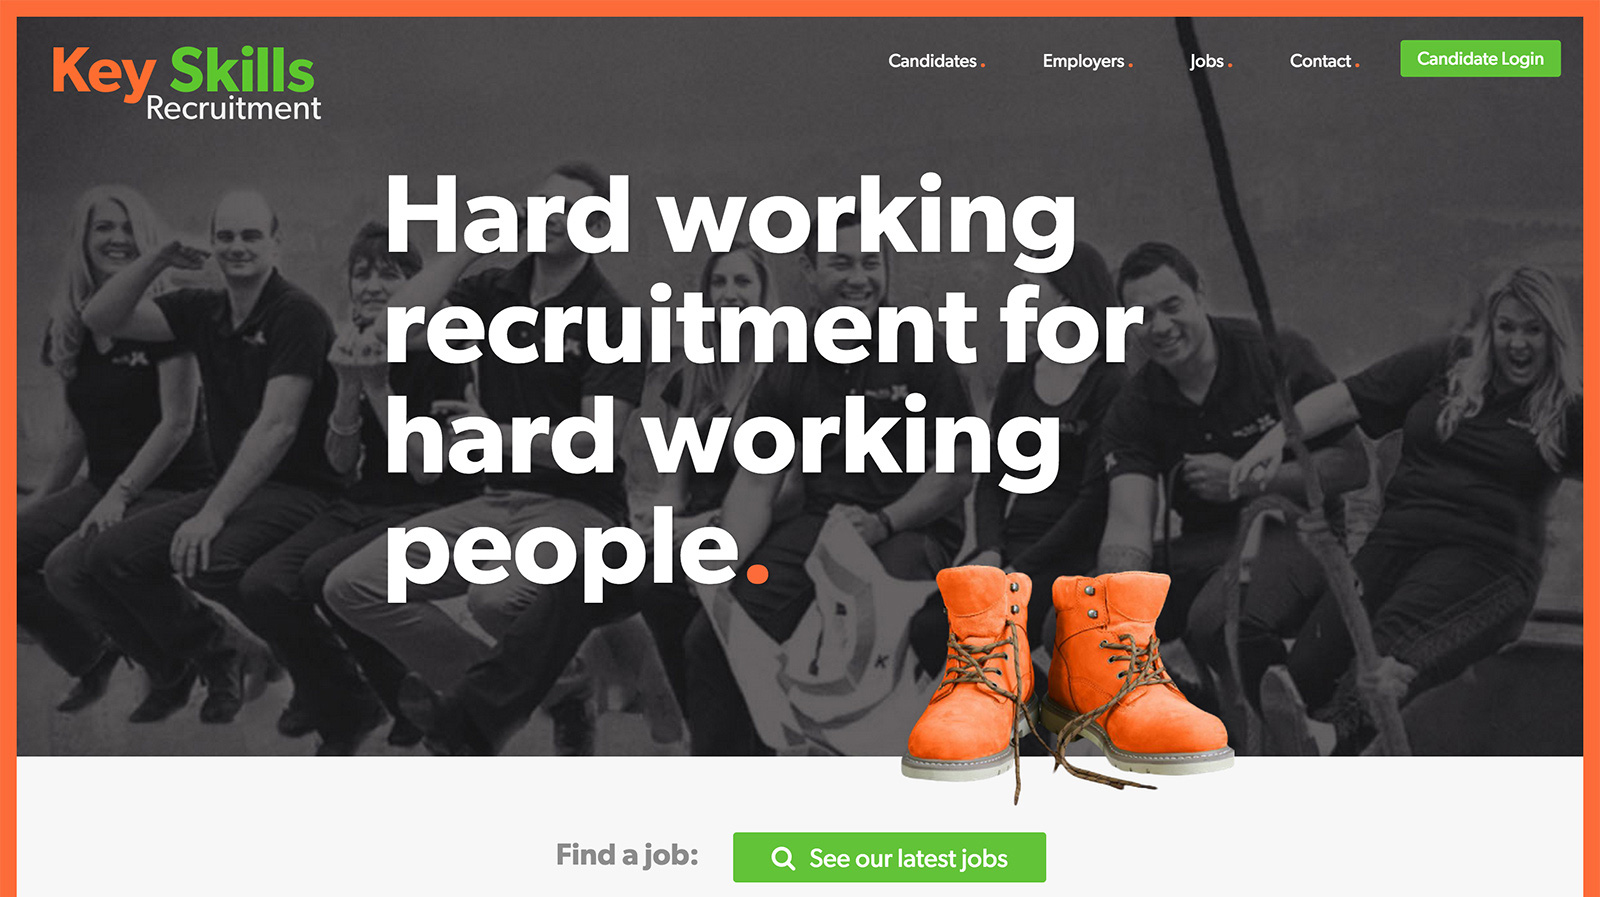 Key Skills
Recruitment
Candidates.
Employers.
Jobs.
Contact.
Candidate Login
Hard working
recruitment for
hard working
people.
K
Find a job:
See our latest jobs